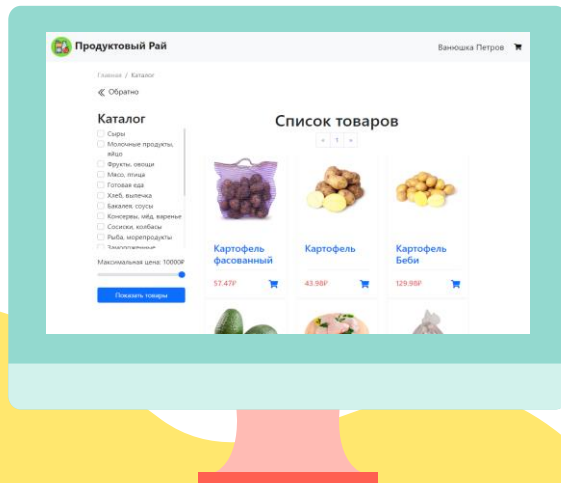 Продуктовый Рай
Ванюшка Петров
Главная / Каталог
« Обратно
Каталог
Сыры
Молочные продукты,
яйцо
Фрукты, овощи
Мясо, птица
Готовая еда
Хлеб, выпечка
Бакалея, соусы
Консервы, мёд, варенье
Сосиски, колбасы
Рыба, морепродукты
Замороженные
Максимальная цена: 10000₽
Показать товары
Список товаров
« 1 »
Картофель
фасованный
57.47₽
Картофель
43.98₽
Картофель
Беби
129.98₽